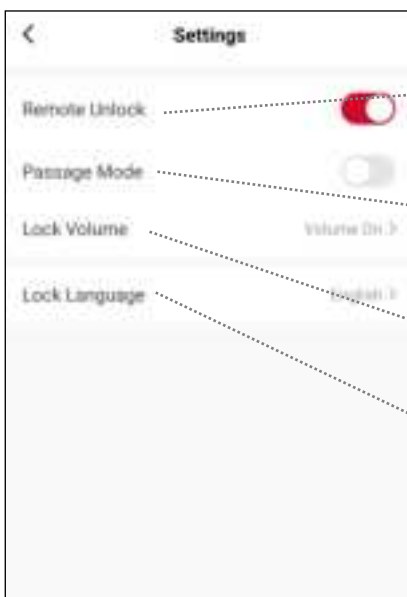 Settings
Remote Unlock
Passage Mode
Lock Volume Volume On
Lock Language English